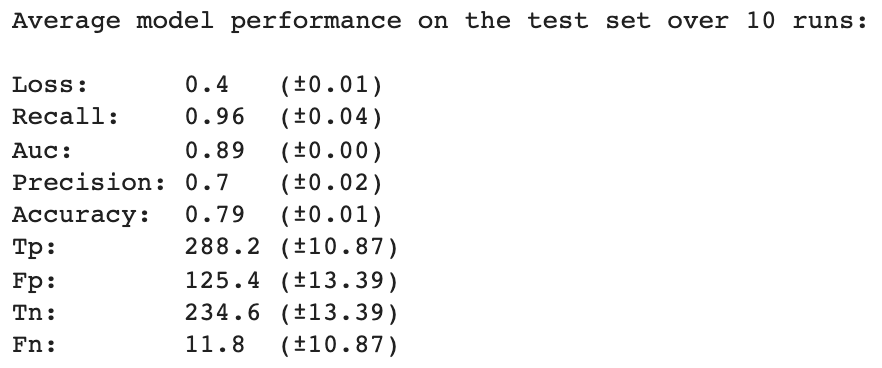 Average model performance on the test set over 10 runs:
Loss: 0.4 (±0.01)
Recall: 0.96 (±0.04)
Auc: 0.89 (±0.00)
Precision: 0.7 (±0.02)
Accuracy: 0.79 (±0.01)
Tp: 288.2 (±10.87)
Fp: 125.4 (±13.39)
Tn: 234.6 (±13.39)
Fn: 11.8 (±10.87)